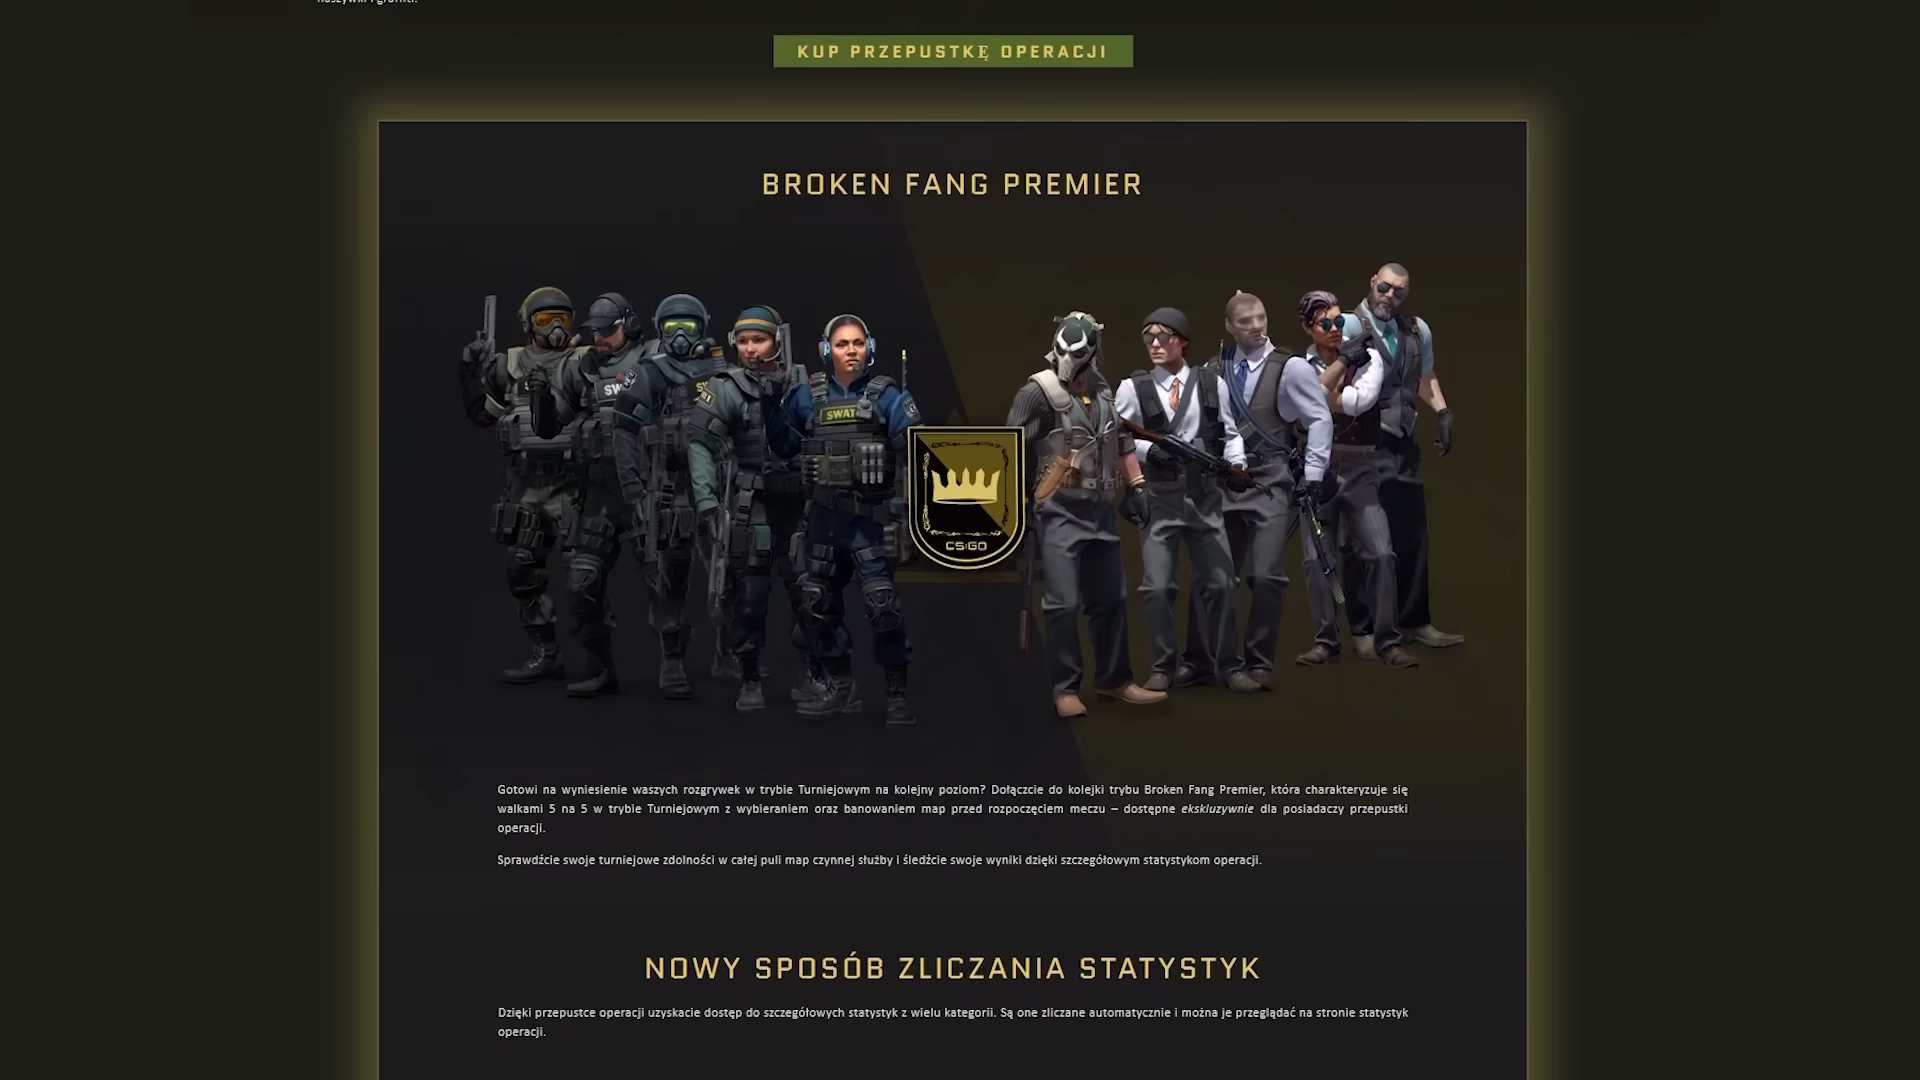 naszywki i graffiti.
KUP PRZEPUSTKĘ OPERACJI
BROKEN FANG PREMIER
SWAT
CS:GO
Gotowi na wyniesienie waszych rozgrywek w trybie Turniejowym na kolejny poziom? Dołączcie do kolejki trybu Broken Fang Premier, która charakteryzuje się
walkami 5 na 5 w trybie Turniejowym z wybieraniem oraz banowaniem map przed rozpoczęciem meczu – dostępne ekskluzywnie dla posiadaczy przepustki
operacji.
Sprawdźcie swoje turniejowe zdolności w całej puli map czynnej służby i śledźcie swoje wyniki dzięki szczegółowym statystykom operacji.
NOWY SPOSÓB ZLICZANIA STATYSTYK
Dzięki przepustce operacji uzyskacie dostęp do szczegółowych statystyk z wielu kategorii. Są one zliczane automatycznie i można je przeglądać na stronie statystyk
operacji.